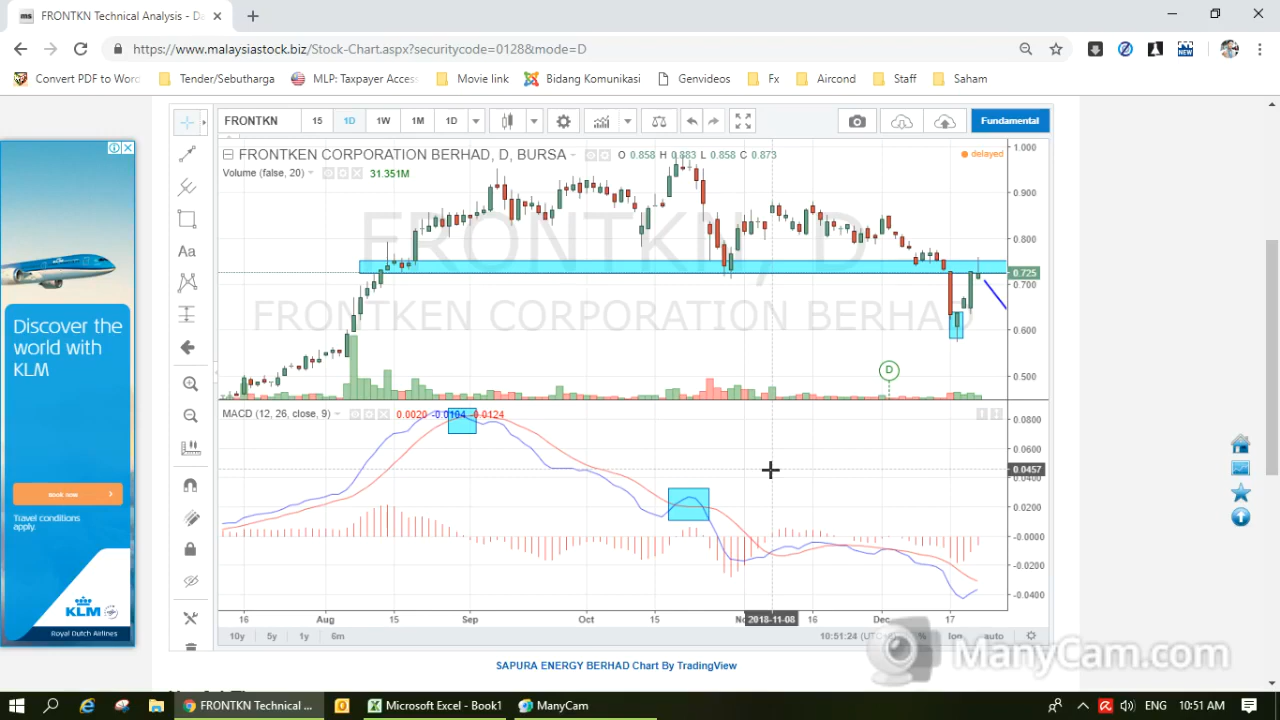 FRONTKN Technical Analysis - Da
https://www.malaysiastock.biz/Stock-Chart.aspx?securitycode=0128&mode=D
Convert PDF to Word Tender/Sebutharga MLP: Taxpayer Access Movie link Bidang Komunikasi Genvideos Fx Aircond Staff Saham
FRONTKN 15 1D 1W 1M 1D Fundamental
FRONTKEN CORPORATION BERHAD, D, BURSA O 0.858 H 0.883 L 0.858 C 0.873
delayed
Volume (false, 20) 31.351M
FRONTKN, D
FRONTKEN CORPORATION BERHAD
1.000
0.900
0.800
0.725
0.700
0.600
0.500
D
MACD (12, 26, close, 9) 0.0020 -0.0104 -0.0124
0.0800
0.0600
0.0457
0.0400
0.0200
-0.0000
-0.0200
-0.0400
16 Aug 15 Sep Oct 15 2018-11-08 16 Dec 17
10y 5y 1y 6m 10:51:24 % log auto
SAPURA ENERGY BERHAD Chart By TradingView
Aa
Discover the
world with
KLM
Book now
Travel conditions
apply.
KLM
Royal Dutch Airlines
ManyCam.com
FRONTKN Technical ... Microsoft Excel - Book1 ManyCam 10:51 AM